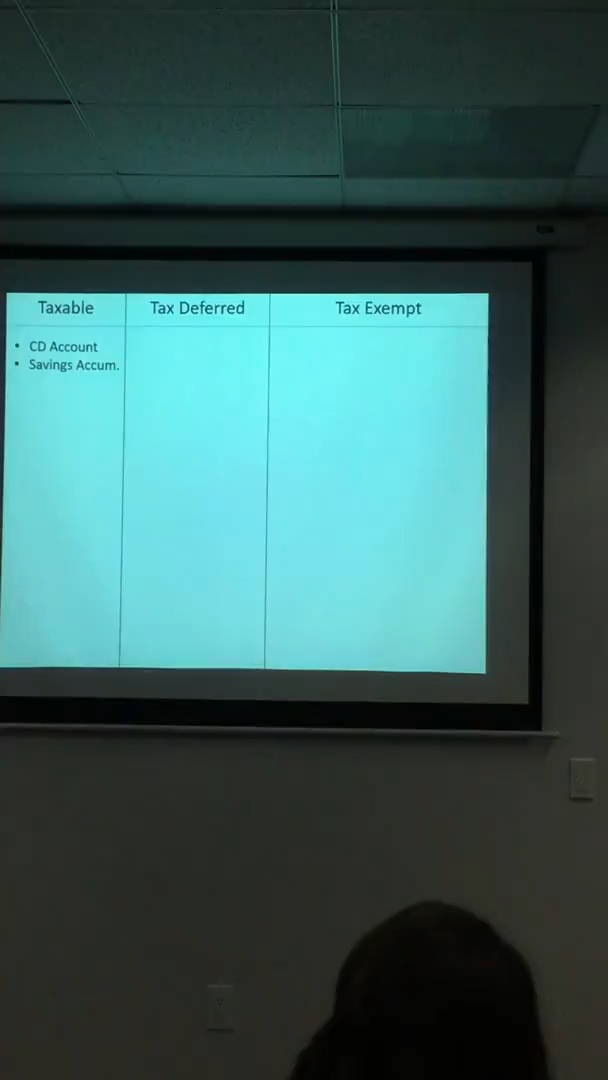 Taxable Tax Deferred Tax Exempt
• CD Account
• Savings Accum.